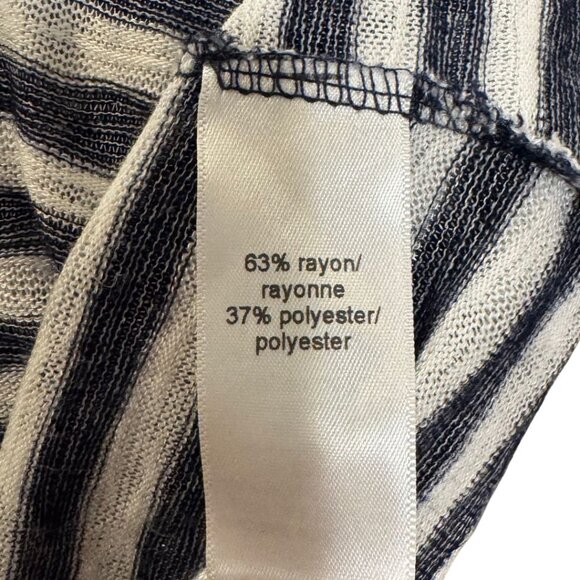 63% rayon/
rayonne
37% polyester/
polyester